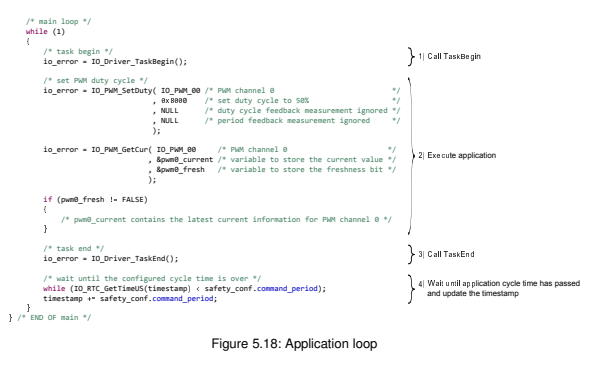 /* main loop */
while (1)
{
/* task begin */
io_error = IO_Driver_TaskBegin();
1) Call TaskBegin
/* set PWM duty cycle */
io_error = IO_PWM_SetDuty( IO_PWM_00 /* PWM channel 0 */
, 0x8000 /* set duty cycle to 50% */
, NULL /* duty cycle feedback measurement ignored */
, NULL /* period feedback measurement ignored */
);
io_error = IO_PWM_GetCur( IO_PWM_00 /* PWM channel 0 */
, &pwm0_current /* variable to store the current value */
, &pwm0_fresh /* variable to store the freshness bit */
);
2) Execute application
if (pwm0_fresh != FALSE)
{
/* pwm0_current contains the latest current information for PWM channel 0 */
}
/* task end */
io_error = IO_Driver_TaskEnd();
3) Call TaskEnd
/* wait until the configured cycle time is over */
while (IO_RTC_GetTimeUS(timestamp) < safety_conf.command_period);
timestamp += safety_conf.command_period;
4) Wait until application cycle time has passed
and update the timestamp
}
} /* END OF main */
Figure 5.18: Application loop